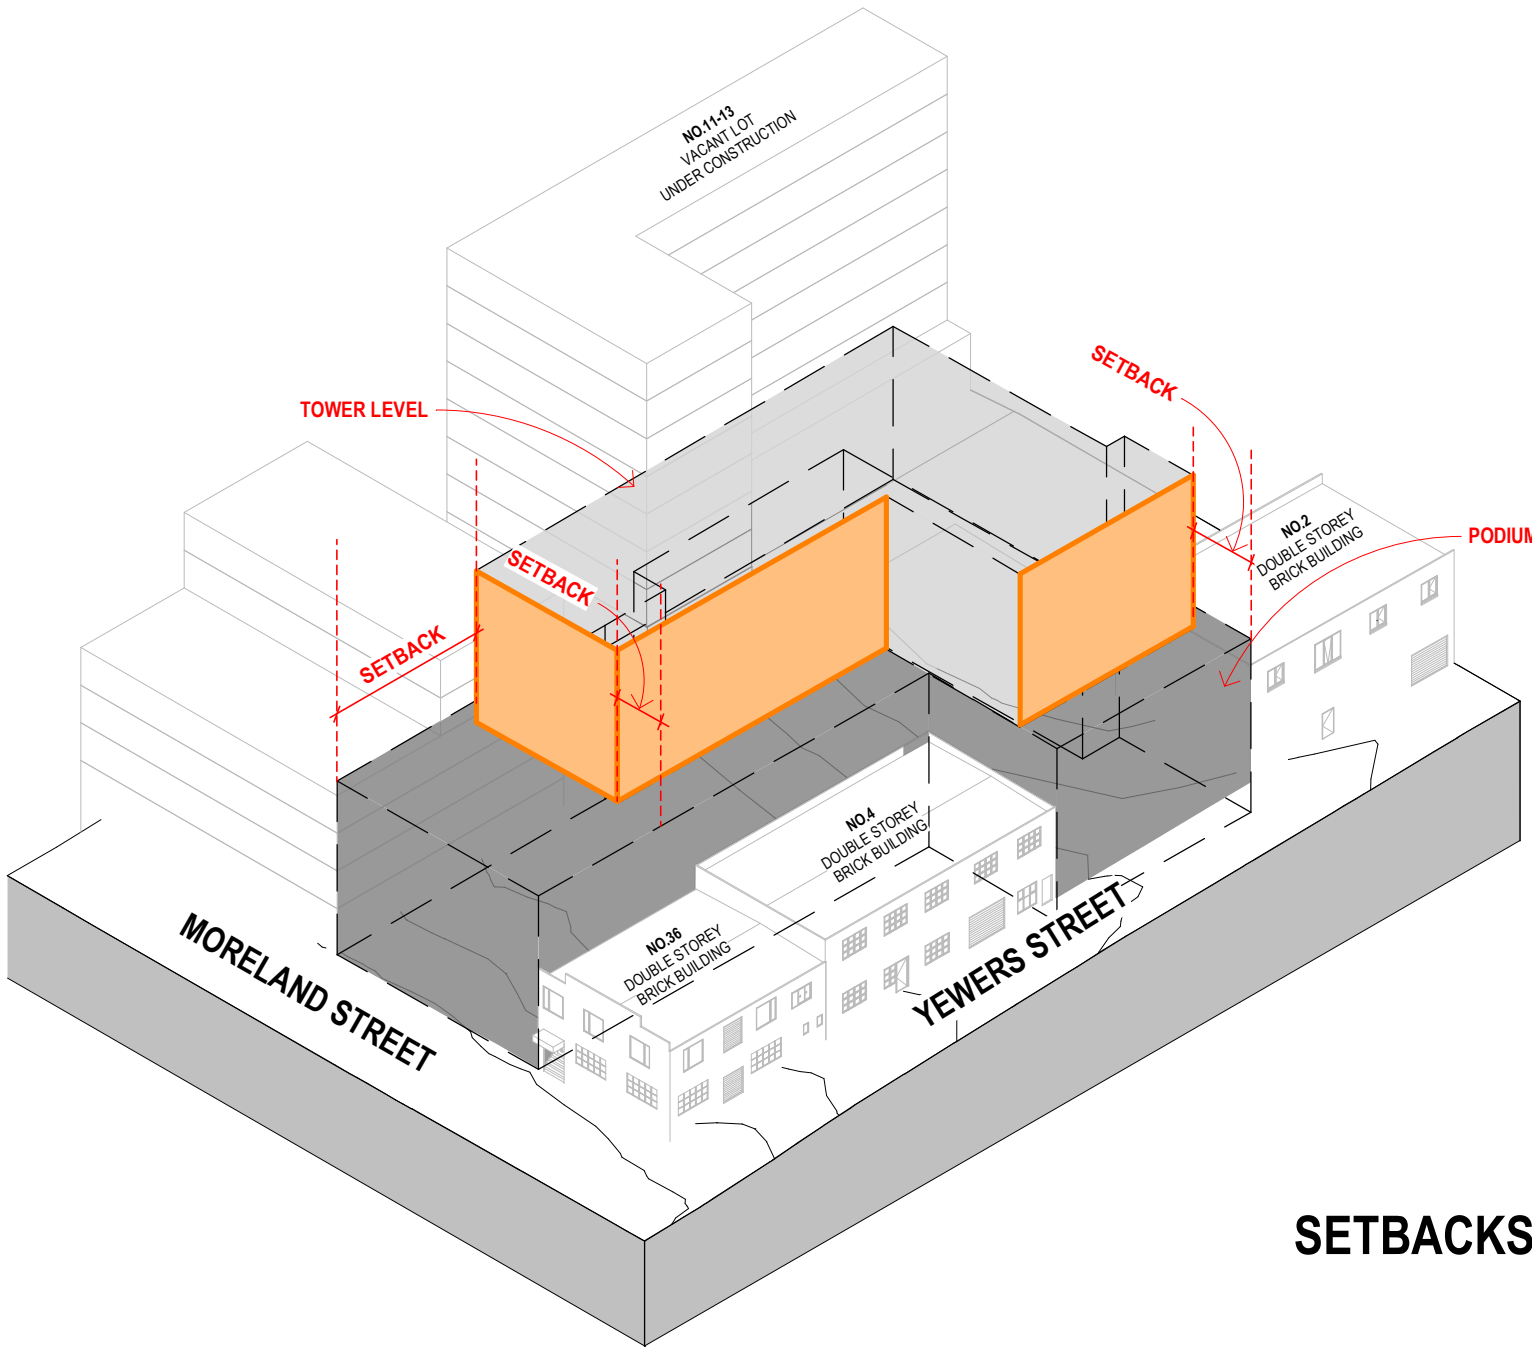 NO.11-13
VACANT LOT
UNDER CONSTRUCTION
SETBACK
TOWER LEVEL
NO.2
DOUBLE STOREY
BRICK BUILDING
PODIUM
SETBACK
SETBACK
NO.4
DOUBLE STOREY
BRICK BUILDING
NO.36
DOUBLE STOREY
BRICK BUILDING
MORELAND STREET
YEWERS STREET
SETBACKS